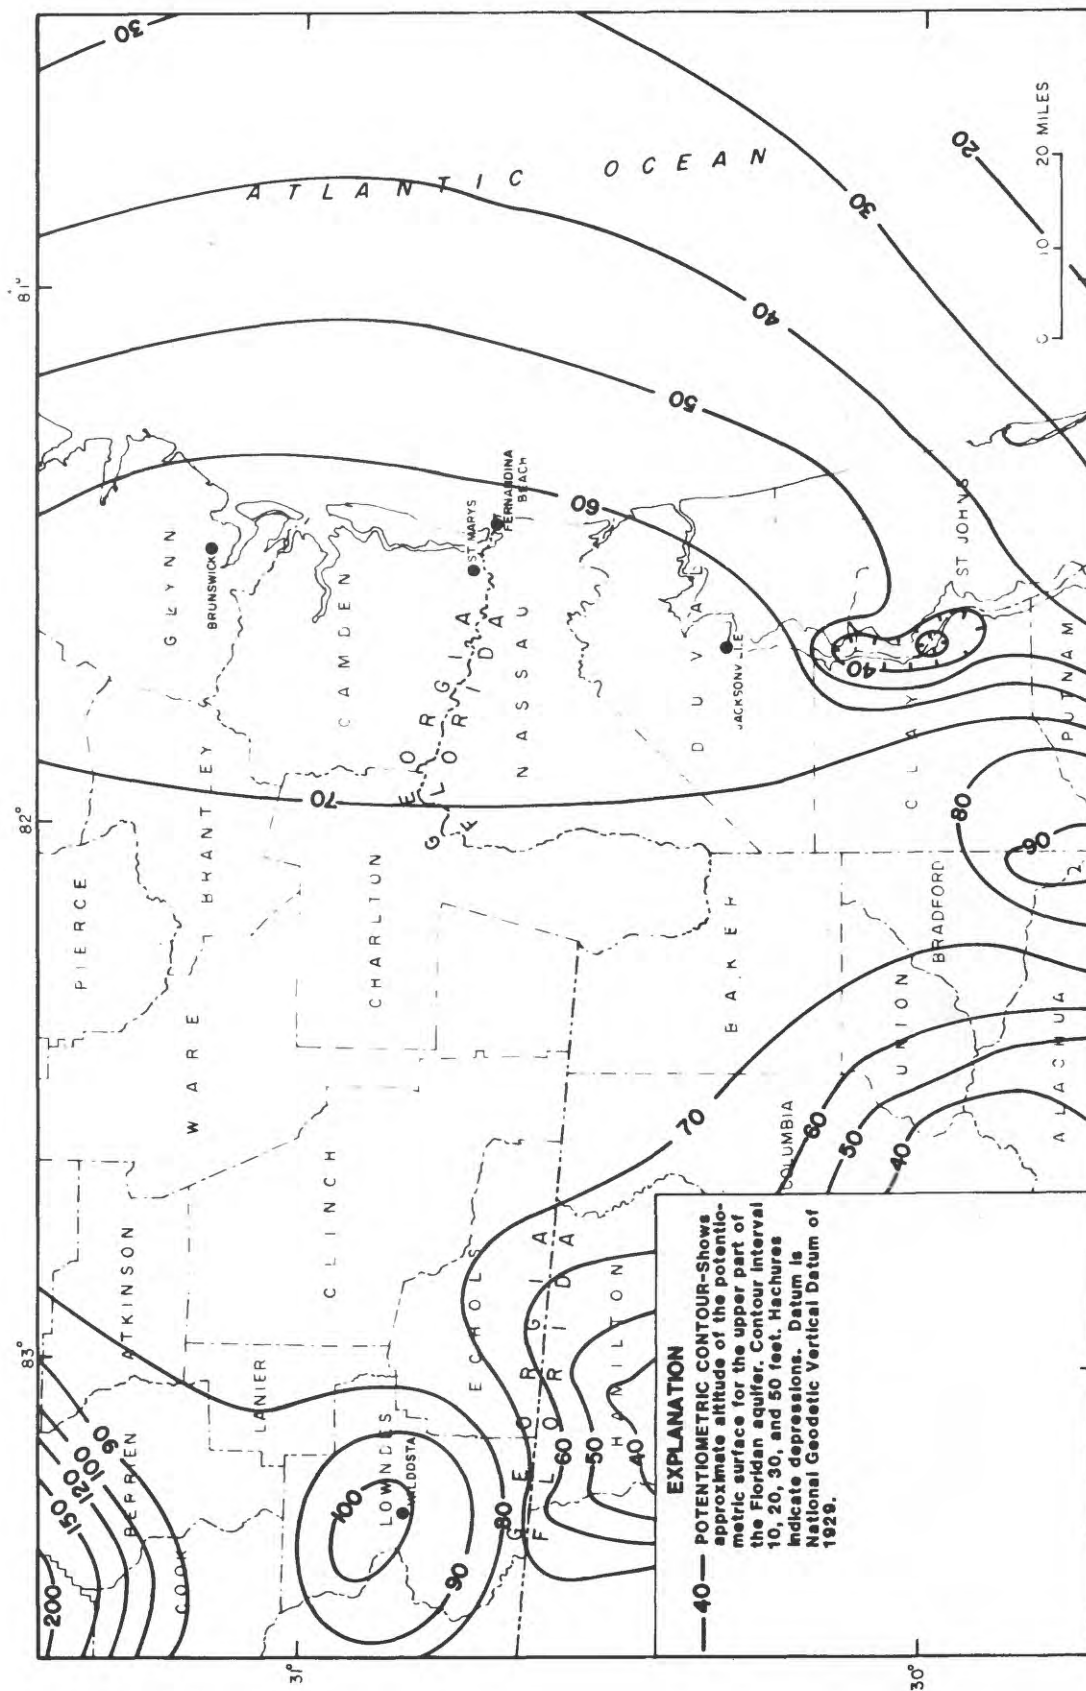 83°
82°
81°
31°
30°
200
150
120
100
90
BERRIEN
COOK
ATKINSON
LANIER
PIERCE
WARE
BRANTLEY
GLYNN
BRUNSWICK
30
ATLANTIC OCEAN
100
LOWNDES
VALDOSTA
90
80
CLINCH
CHARLTON
CAMDEN
70
ECHOLS
GEORGIA
FLORIDA
GEORGIA
FLORIDA
ST MARYS
FERNANDINA
BEACH
NASSAU
60
50
40
HAMILTON
70
60
50
40
BAKER
DUVAL
JACKSONVILLE
COLUMBIA
60
50
40
UNION
BRADFORD
CLAY
ST JOHNS
PUTNAM
ALACHUA
80
90
40
30
20
0 10 20 MILES
EXPLANATION
—40— POTENTIOMETRIC CONTOUR-Shows
approximate altitude of the potentio-
metric surface for the upper part of
the Floridan aquifer. Contour interval
10, 20, 30, and 50 feet. Hachures
indicate depressions. Datum is
National Geodetic Vertical Datum of
1929.